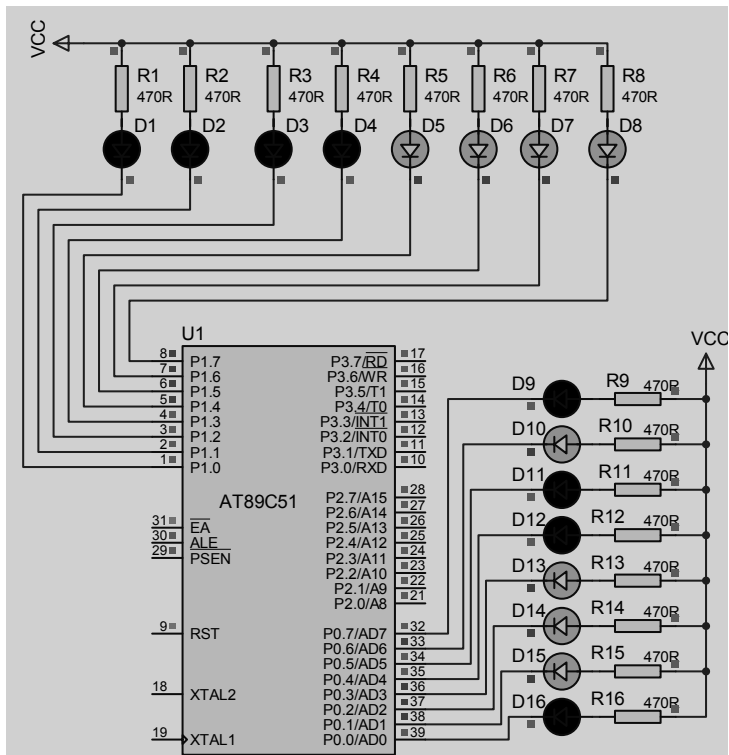 VCC
R1 R2 R3 R4 R5 R6 R7 R8
470R 470R 470R 470R 470R 470R 470R 470R
D1 D2 D3 D4 D5 D6 D7 D8
U1
VCC
8 P1.7 P3.7/RD 17
7 P1.6 P3.6/WR 16
6 P1.5 P3.5/T1 15
5 P1.4 P3.4/T0 14
4 P1.3 P3.3/INT1 13
3 P1.2 P3.2/INT0 12
2 P1.1 P3.1/TXD 11
1 P1.0 P3.0/RXD 10
AT89C51
P2.7/A15 28
P2.6/A14 27
31 EA P2.5/A13 26
30 ALE P2.4/A12 25
29 PSEN P2.3/A11 24
P2.2/A10 23
P2.1/A9 22
P2.0/A8 21
9 RST P0.7/AD7 32
P0.6/AD6 33
P0.5/AD5 34
P0.4/AD4 35
18 XTAL2 P0.3/AD3 36
P0.2/AD2 37
P0.1/AD1 38
19 XTAL1 P0.0/AD0 39
D9 R9 470R
D10 R10 470R
D11 R11 470R
D12 R12 470R
D13 R13 470R
D14 R14 470R
D15 R15 470R
D16 R16 470R